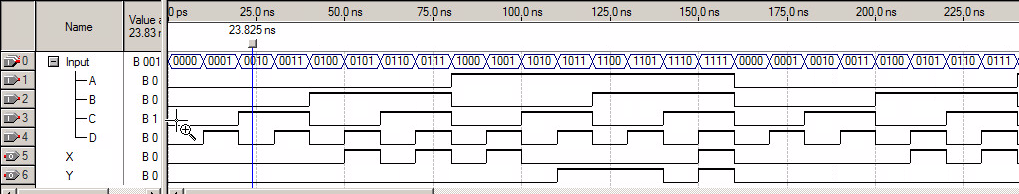 Name
Value a
23.83 n
0 ps 25.0 ns 50.0 ns 75.0 ns 100.0 ns 125.0 ns 150.0 ns 175.0 ns 200.0 ns 225.0 ns
23.825 ns
0 Input B 001 0000 0001 0010 0011 0100 0101 0110 0111 1000 1001 1010 1011 1100 1101 1110 1111 0000 0001 0010 0011 0100 0101 0110 0111
1 A B 0
2 B B 0
3 C B 1
4 D B 0
5 X B 0
6 Y B 0